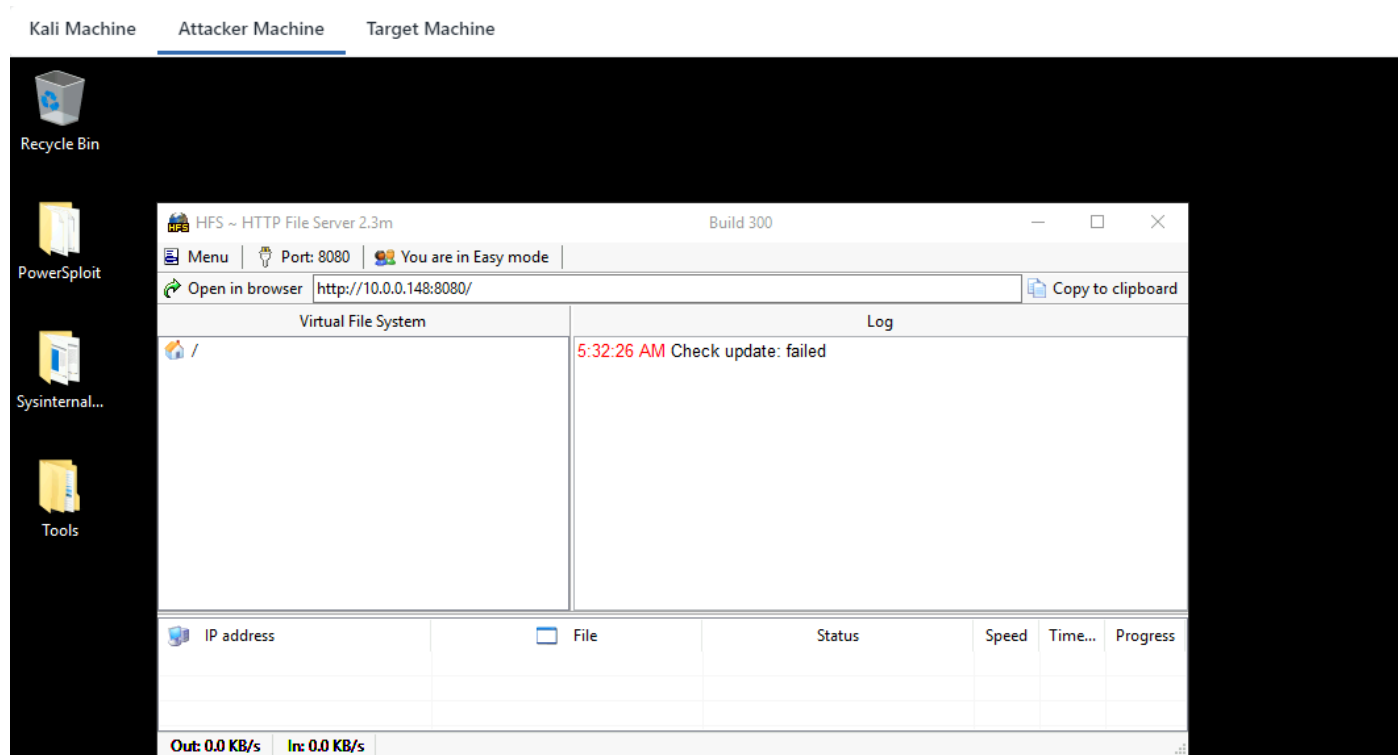 Kali Machine Attacker Machine Target Machine
Recycle Bin
PowerSploit
Sysinternal...
Tools
HFS ~ HTTP File Server 2.3m Build 300
Menu Port: 8080 You are in Easy mode
Open in browser http://10.0.0.148:8080/ Copy to clipboard
Virtual File System Log
/ 5:32:26 AM Check update: failed
IP address File Status Speed Time... Progress
Out: 0.0 KB/s In: 0.0 KB/s